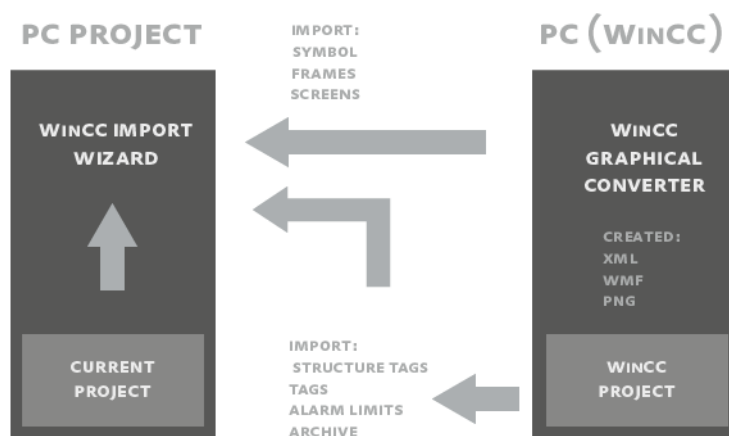 PC PROJECT
WINCC IMPORT
WIZARD
CURRENT
PROJECT
IMPORT:
SYMBOL
FRAMES
SCREENS
IMPORT:
STRUCTURE TAGS
TAGS
ALARM LIMITS
ARCHIVE
PC (WINCC)
WINCC
GRAPHICAL
CONVERTER
CREATED:
XML
WMF
PNG
WINCC
PROJECT